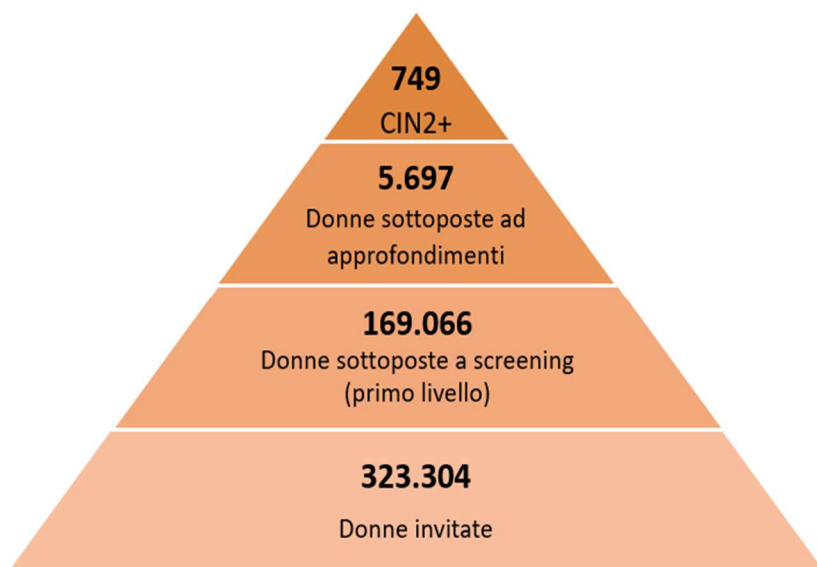 749
CIN2+
5.697
Donne sottoposte ad
approfondimenti
169.066
Donne sottoposte a screening
(primo livello)
323.304
Donne invitate